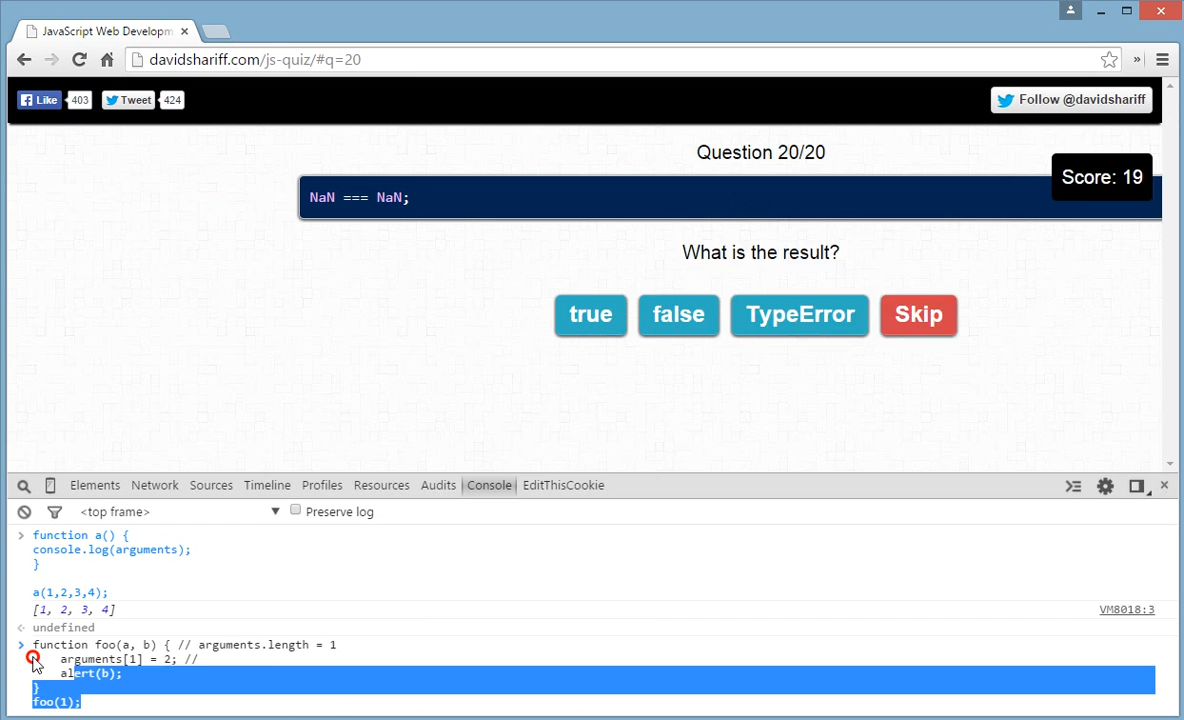 JavaScript Web Developm
davidshariff.com/js-quiz/#q=20
Like 403 Tweet 424 Follow @davidshariff
Question 20/20
Score: 19
NaN === NaN;
What is the result?
true false TypeError Skip
Elements Network Sources Timeline Profiles Resources Audits Console EditThisCookie
<top frame> Preserve log
function a() {
console.log(arguments);
}
a(1,2,3,4);
[1, 2, 3, 4] VM8018:3
undefined
function foo(a, b) { // arguments.length = 1
arguments[1] = 2; //
alert(b);
}
foo(1);